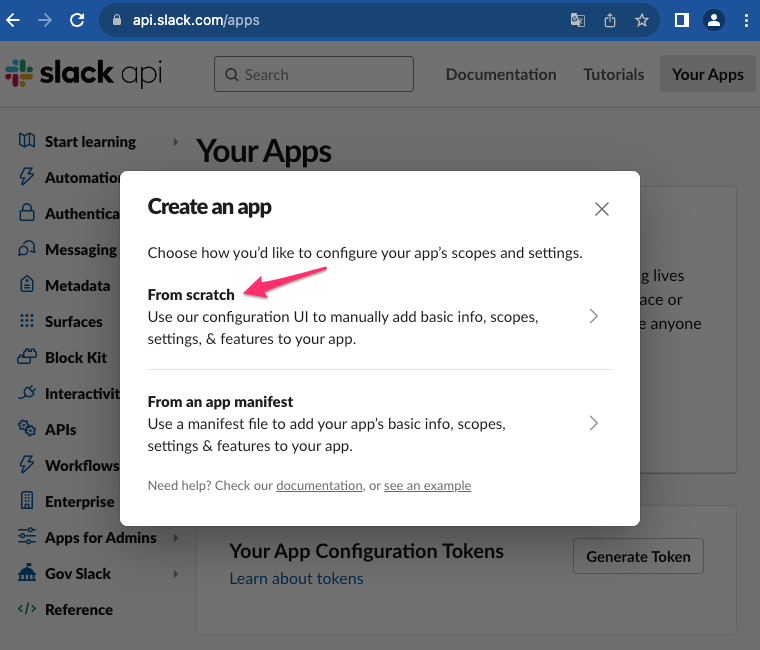 api.slack.com/apps
slack api
Search
Documentation
Tutorials
Your Apps
Start learning
Automation
Authentica
Messaging
Metadata
Surfaces
Block Kit
Interactivit
APIs
Workflows
Enterprise
Apps for Admins
Gov Slack
Reference
Your Apps
g lives
ace or
e anyone
Create an app
Choose how you’d like to configure your app’s scopes and settings.
From scratch
Use our configuration UI to manually add basic info, scopes,
settings, & features to your app.
From an app manifest
Use a manifest file to add your app’s basic info, scopes,
settings & features to your app.
Need help? Check our documentation, or see an example
Your App Configuration Tokens
Learn about tokens
Generate Token